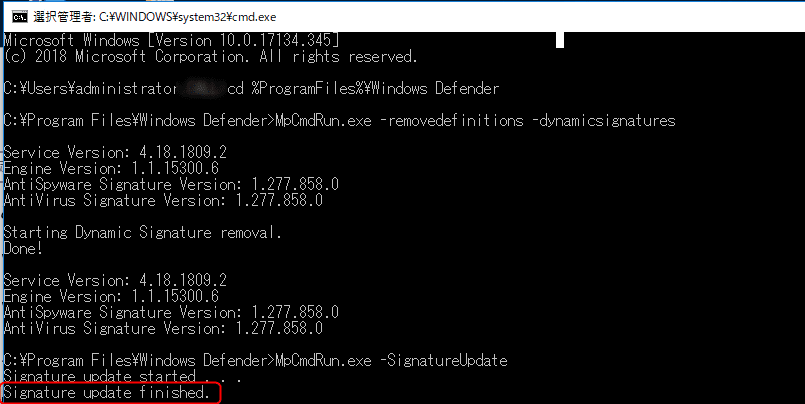 選択管理者: C:¥WINDOWS¥system32¥cmd.exe
Microsoft Windows [Version 10.0.17134.345]
(c) 2018 Microsoft Corporation. All rights reserved.
C:¥Users¥administrator cd %ProgramFiles%¥Windows Defender
C:¥Program Files¥Windows Defender>MpCmdRun.exe -removedefinitions -dynamicsignatures
Service Version: 4.18.1809.2
Engine Version: 1.1.15300.6
AntiSpyware Signature Version: 1.277.858.0
AntiVirus Signature Version: 1.277.858.0
Starting Dynamic Signature removal.
Done!
Service Version: 4.18.1809.2
Engine Version: 1.1.15300.6
AntiSpyware Signature Version: 1.277.858.0
AntiVirus Signature Version: 1.277.858.0
C:¥Program Files¥Windows Defender>MpCmdRun.exe -SignatureUpdate
Signature update started . . .
Signature update finished.